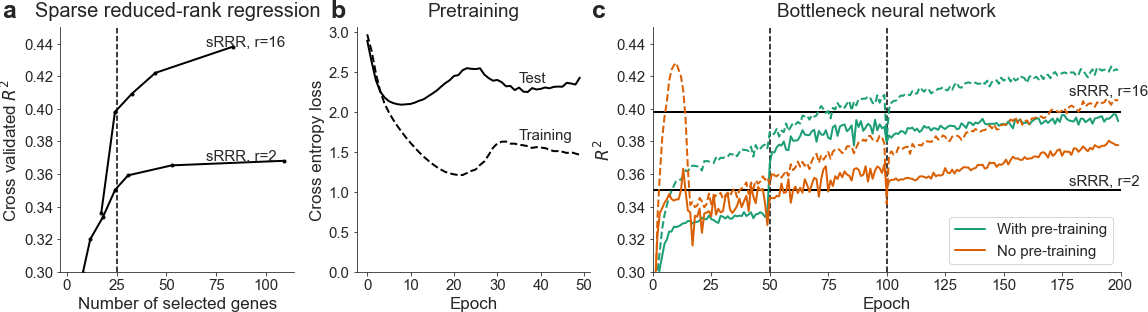 a Sparse reduced-rank regression
Cross validated R²
0.44
0.42
0.40
0.38
0.36
0.34
0.32
0.30
sRRR, r=16
sRRR, r=2
0 25 50 75 100
Number of selected genes
b Pretraining
Cross entropy loss
3.0
2.5
2.0
1.5
1.0
0.5
0.0
Test
Training
0 10 20 30 40 50
Epoch
c Bottleneck neural network
R²
0.44
0.42
0.40
0.38
0.36
0.34
0.32
0.30
sRRR, r=16
sRRR, r=2
With pre-training
No pre-training
0 25 50 75 100 125 150 175 200
Epoch